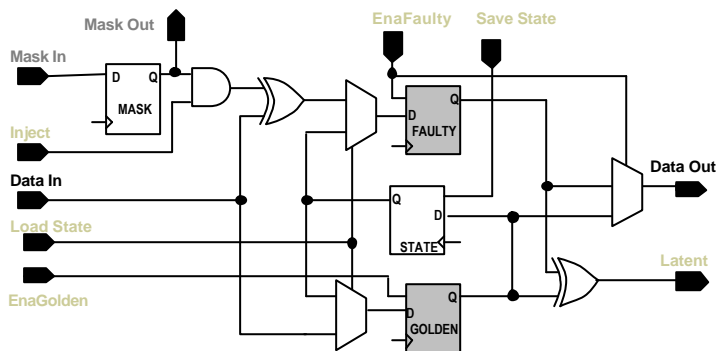 Mask Out
EnaFaulty
Save State
Mask In
D
Q
MASK
Inject
D
Q
FAULTY
Data In
Data Out
Q
D
STATE
Load State
Latent
EnaGolden
D
Q
GOLDEN